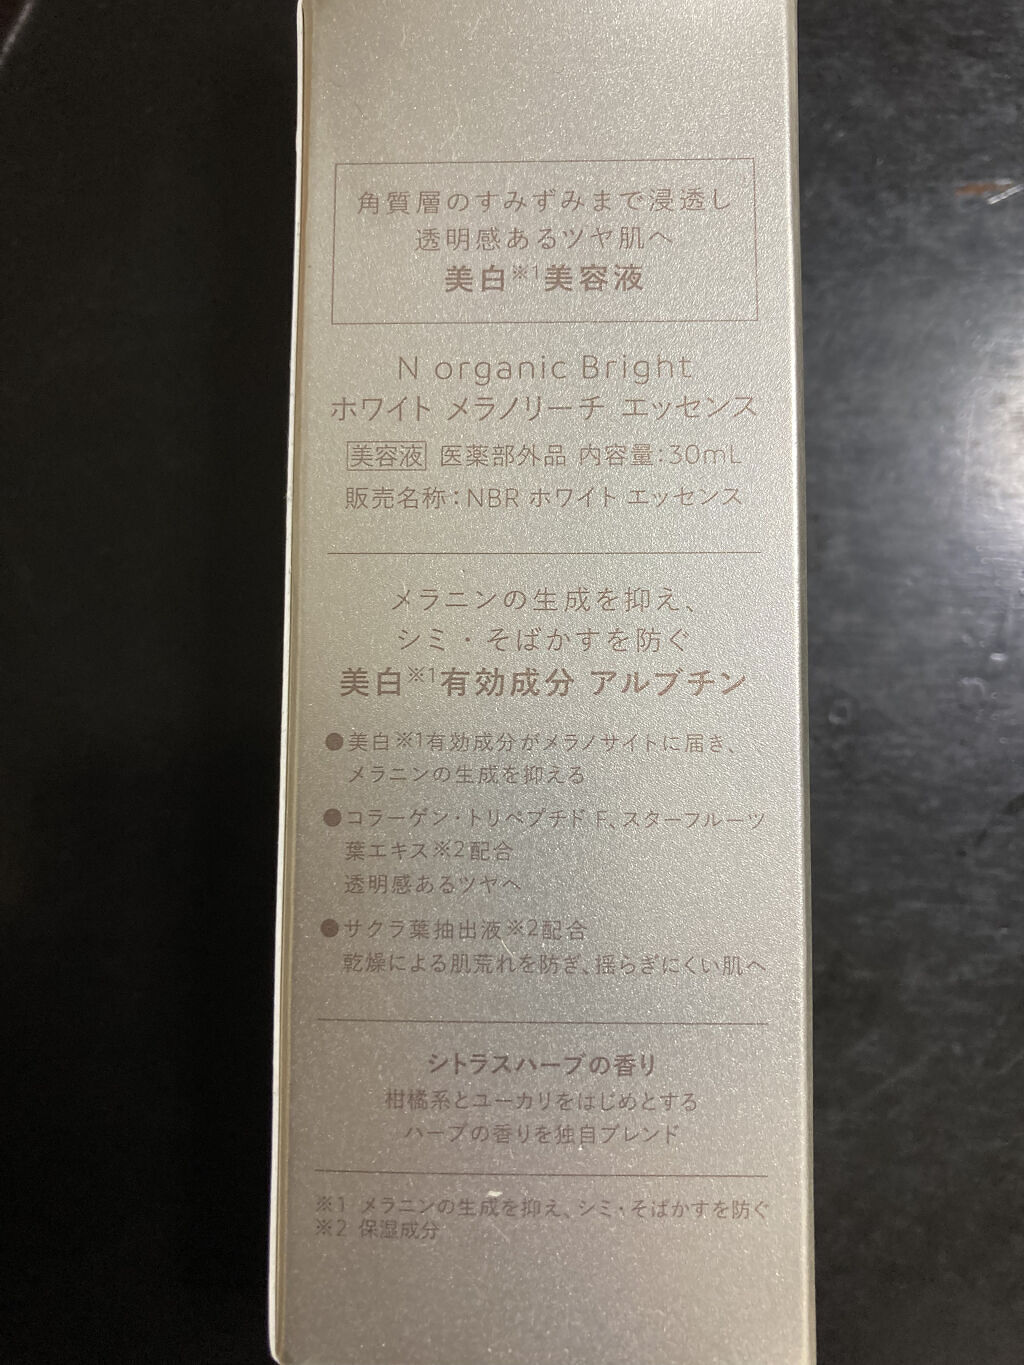 角質層のすみずみまで浸透し
透明感あるツヤ肌へ
美白※1美容液
N organic Bright
ホワイト メラノリーチ エッセンス
美容液 医薬部外品 内容量:30mL
販売名称:NBR ホワイト エッセンス
メラニンの生成を抑え、
シミ・そばかすを防ぐ
美白※1有効成分 アルブチン
●美白※1有効成分がメラノサイトに届き、
メラニンの生成を抑える
●コラーゲン・トリペプチド F、スターフルーツ
葉エキス※2配合
透明感あるツヤへ
●サクラ葉抽出液※2配合
乾燥による肌荒れを防ぎ、揺らぎにくい肌へ
シトラスハーブの香り
柑橘系とユーカリをはじめとする
ハーブの香りを独自ブレンド
※1 メラニンの生成を抑え、シミ・そばかすを防ぐ
※2 保湿成分